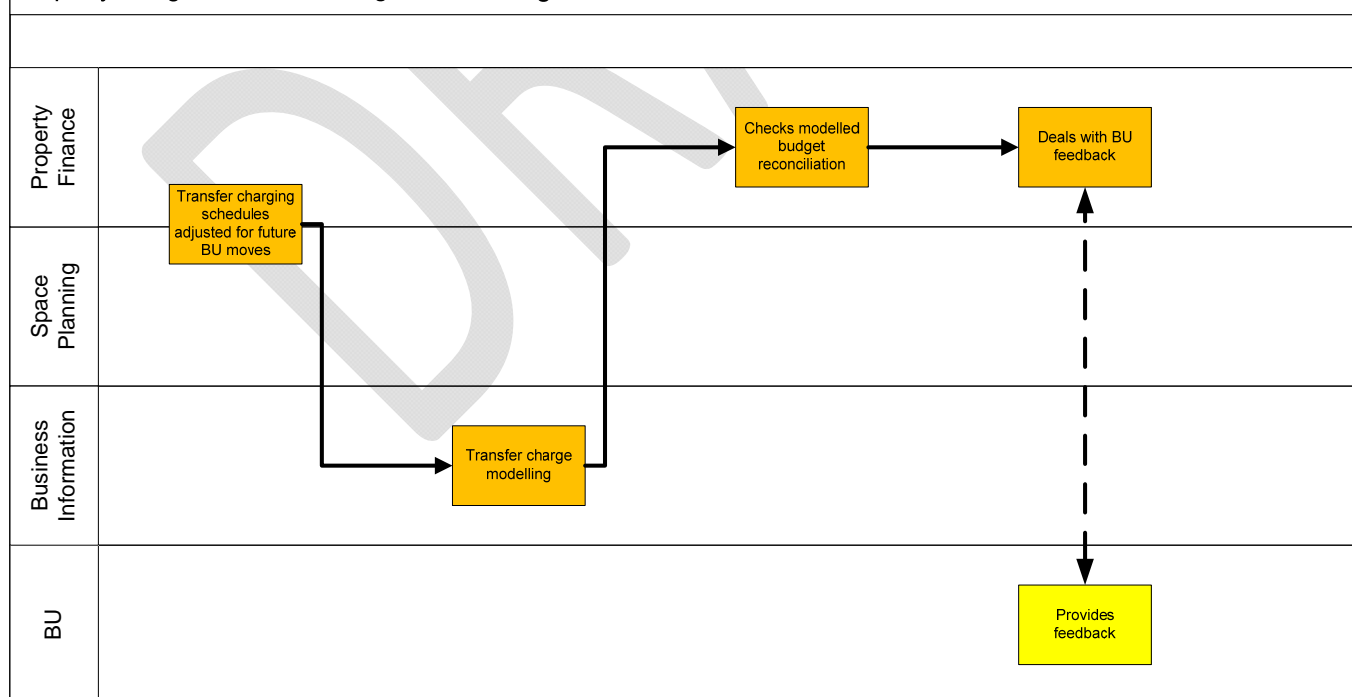 Property
Finance
Transfer charging
schedules
adjusted for future
BU moves
Checks modelled
budget
reconciliation
Deals with BU
feedback
Space
Planning
Business
Information
Transfer charge
modelling
BU
Provides
feedback